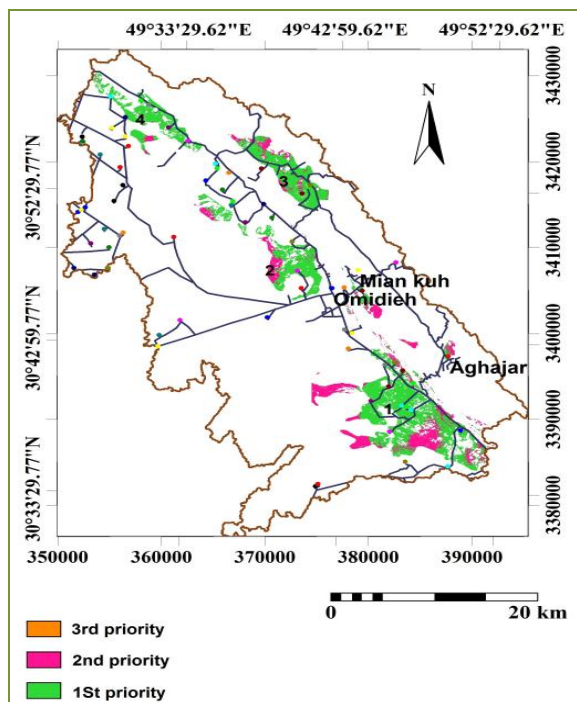 49°33'29.62"E 49°42'59.62"E 49°52'29.62"E
N
3430000
3420000
3410000
3400000
3390000
3380000
30°52'29.77"N
30°42'59.77"N
30°33'29.77"N
4
3
2
Mian kuh
Omidieh
Aghajar
1
350000 360000 370000 380000 390000
0 20 km
3rd priority
2nd priority
1St priority